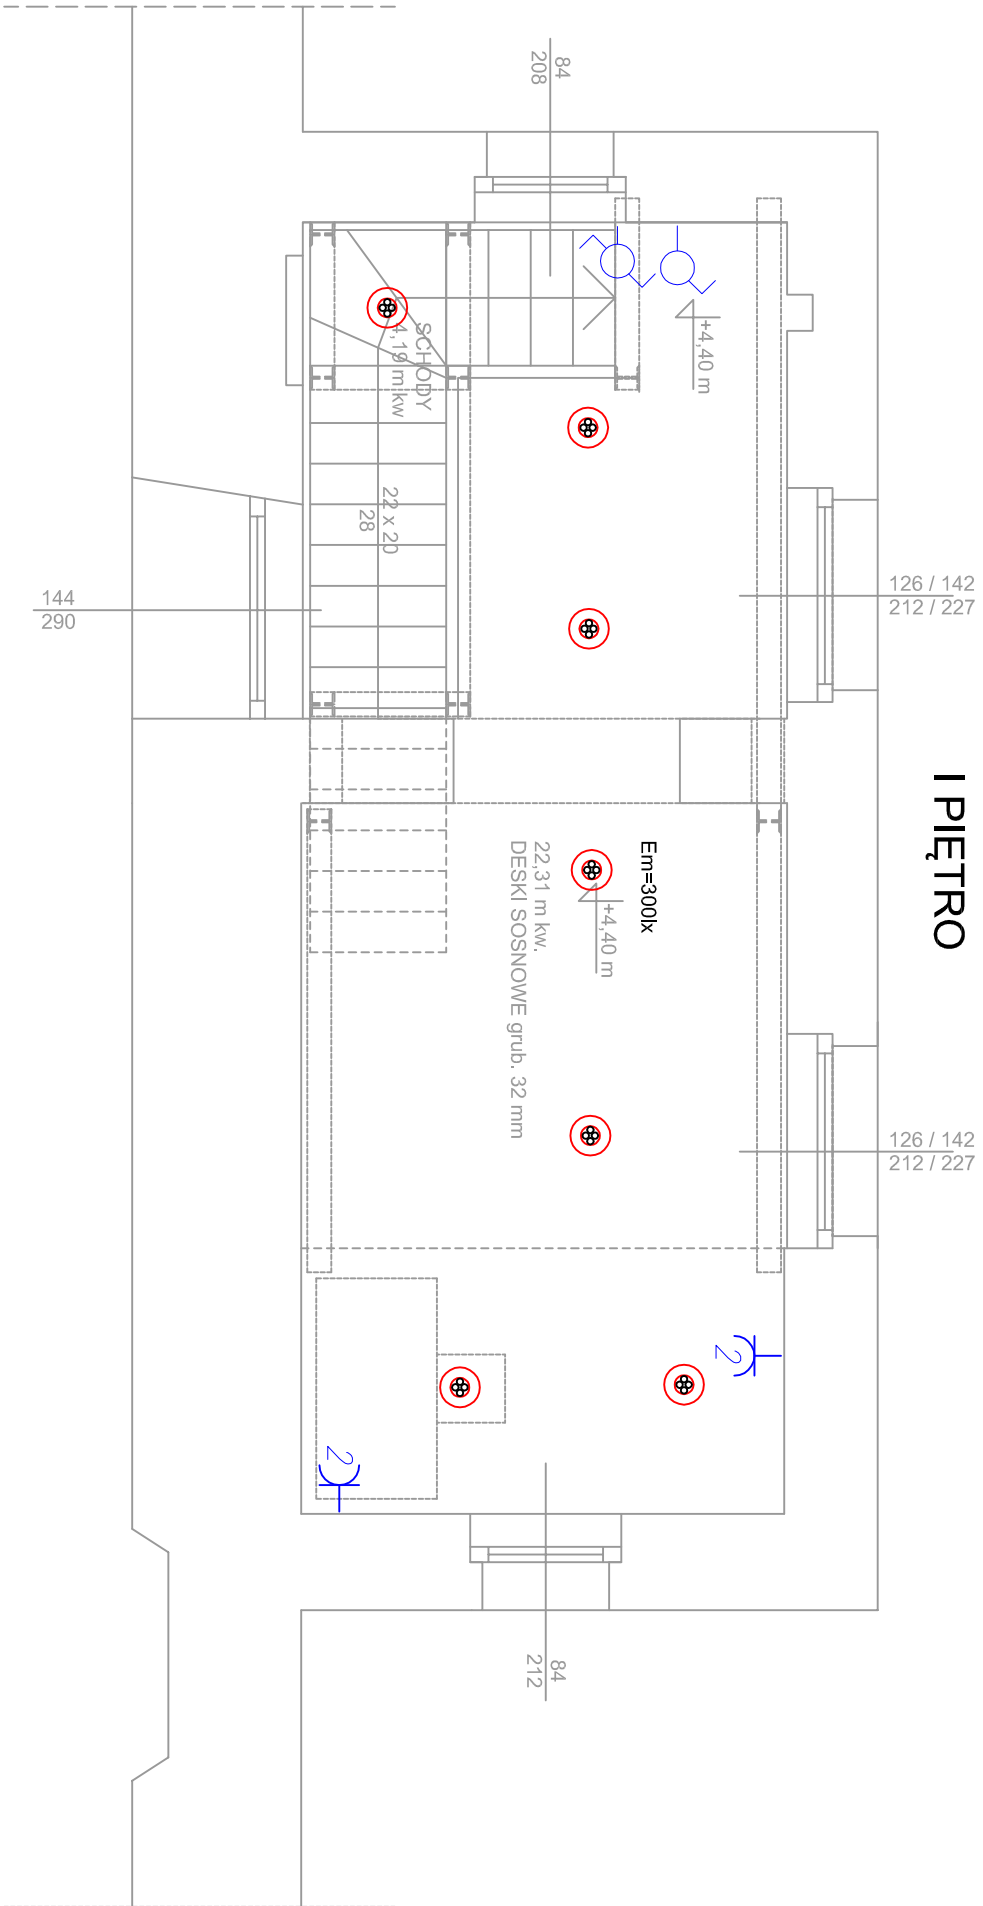 I PIĘTRO
84
208
+4,40 m
SCHODY
4,19 m kw
22 x 20
28
144
290
126 / 142
212 / 227
Em=300lx
+4,40 m
22,31 m kw.
DESKI SOSNOWE grub. 32 mm
126 / 142
212 / 227
2
2
84
212